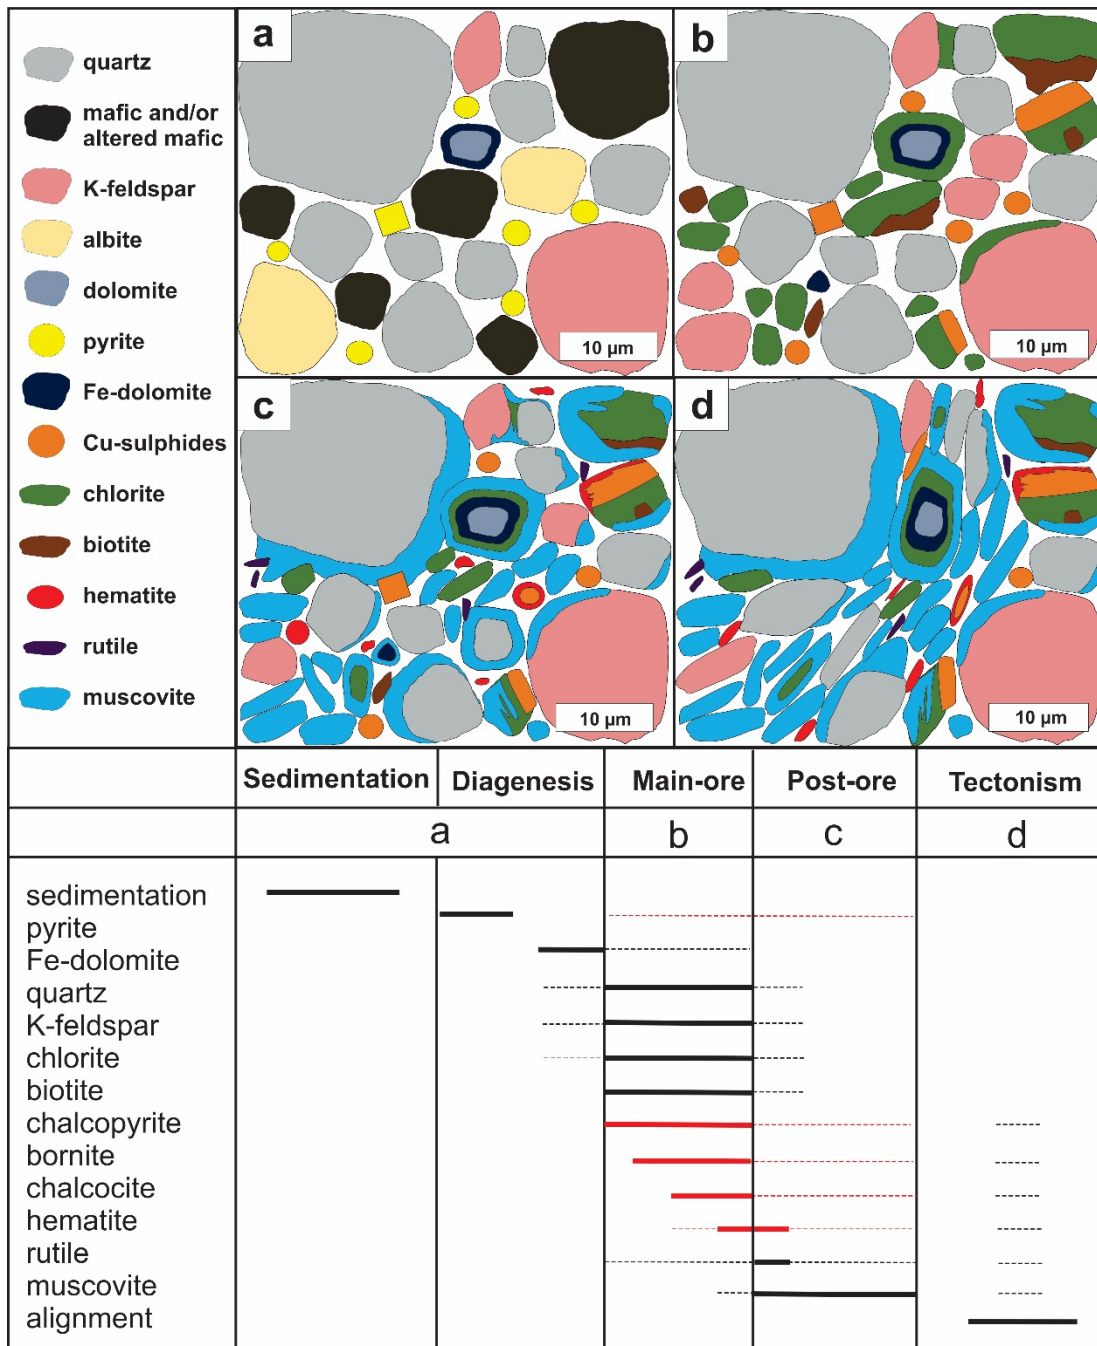 quartz
mafic and/or
altered mafic
K-feldspar
albite
dolomite
pyrite
Fe-dolomite
Cu-sulphides
chlorite
biotite
hematite
rutile
muscovite
a
10 µm
b
10 µm
c
10 µm
d
10 µm
Sedimentation Diagenesis Main-ore Post-ore Tectonism
a b c d
sedimentation
pyrite
Fe-dolomite
quartz
K-feldspar
chlorite
biotite
chalcopyrite
bornite
chalcocite
hematite
rutile
muscovite
alignment